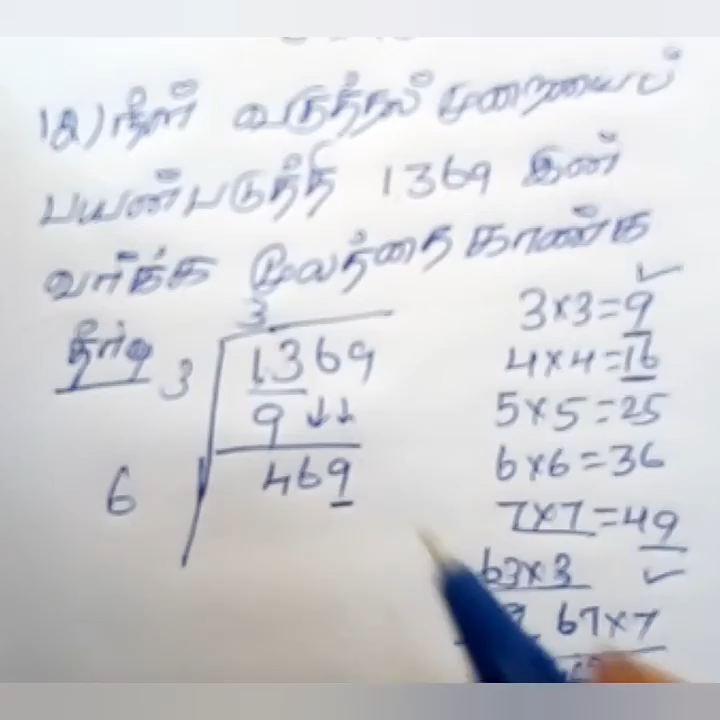 1அ) நீள் வகுத்தல் முறையைப்
பயன்படுத்தி 1369 இன்
வர்க்க மூலத்தை காண்க
தீர்வு
3
3 1369
9 ↓↓
6 469
3×3=9 ✓
4×4=16
5×5=25
6×6=36
7×7=49
63×3 ✓
67×7